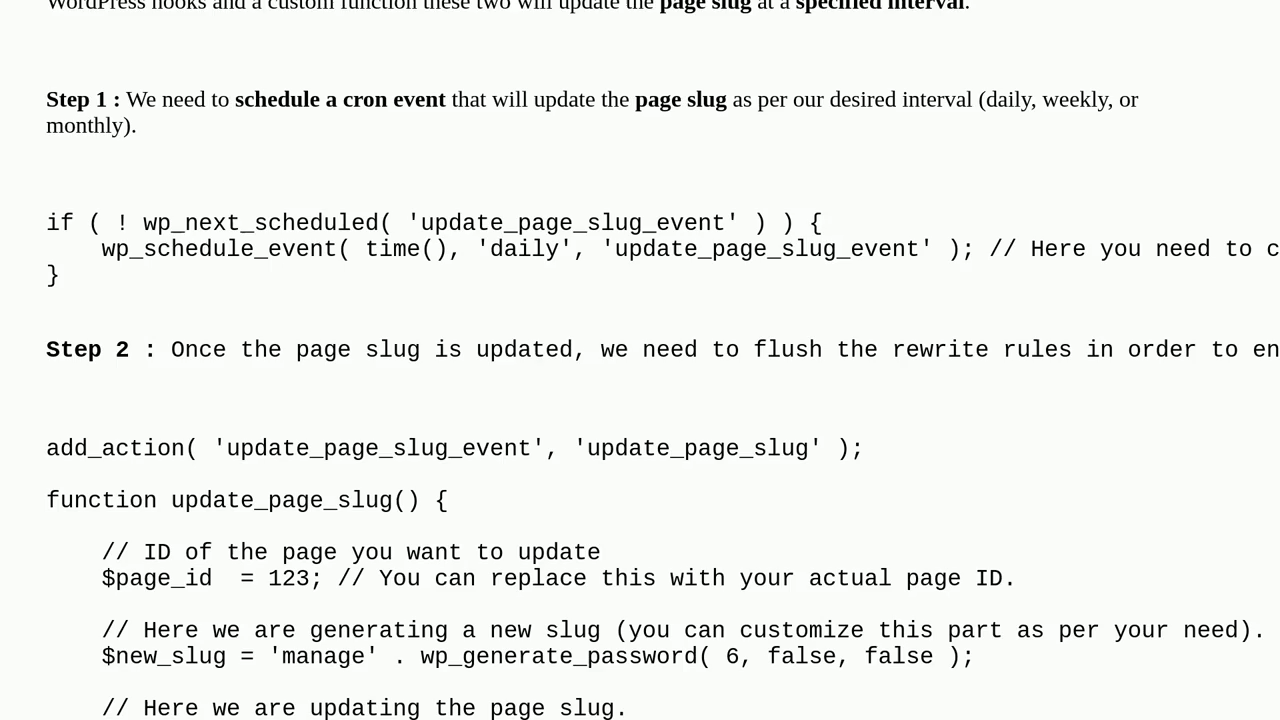 WordPress hooks and a custom function these two will update the page slug at a specified interval.
Step 1 : We need to schedule a cron event that will update the page slug as per our desired interval (daily, weekly, or
monthly).
if ( ! wp_next_scheduled( 'update_page_slug_event' ) ) {
    wp_schedule_event( time(), 'daily', 'update_page_slug_event' ); // Here you need to c
}
Step 2 : Once the page slug is updated, we need to flush the rewrite rules in order to en
add_action( 'update_page_slug_event', 'update_page_slug' );
function update_page_slug() {
    // ID of the page you want to update
    $page_id  = 123; // You can replace this with your actual page ID.
    // Here we are generating a new slug (you can customize this part as per your need).
    $new_slug = 'manage' . wp_generate_password( 6, false, false );
    // Here we are updating the page slug.